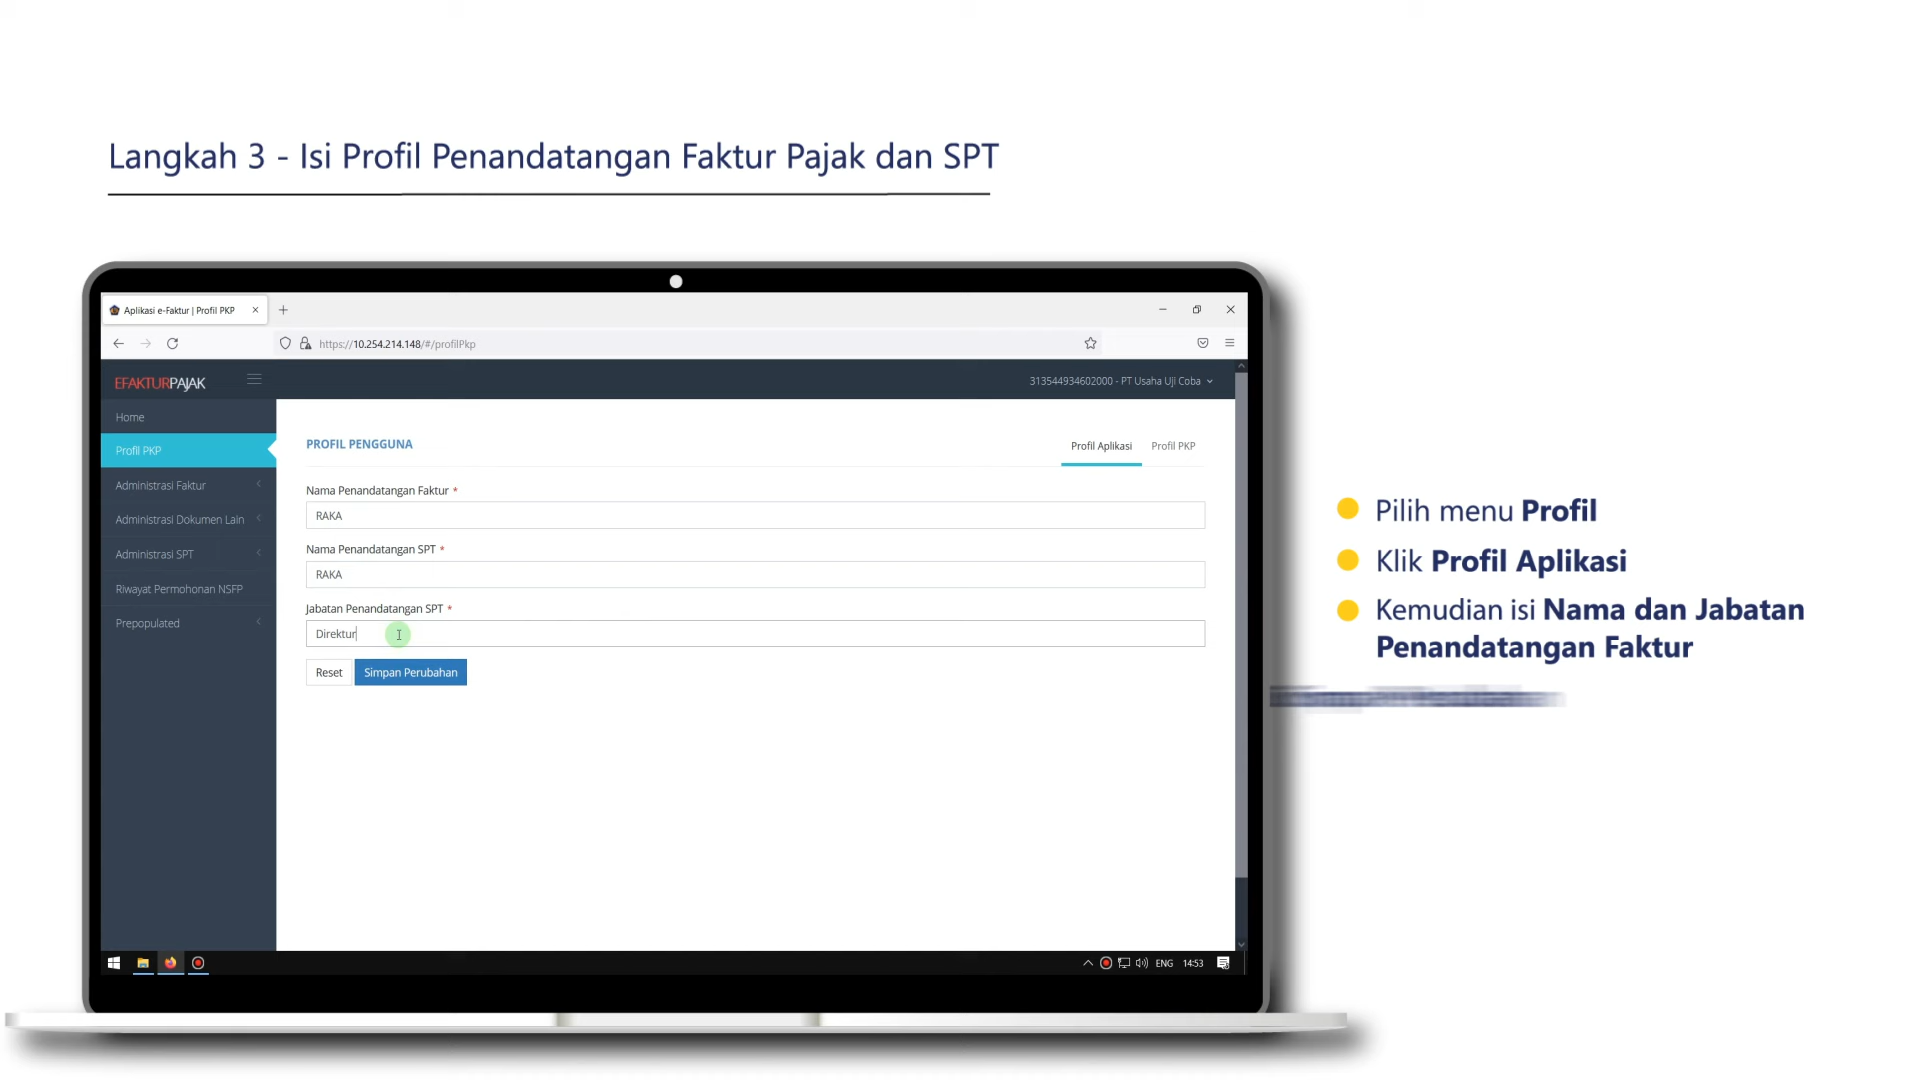 Langkah 3 - Isi Profil Penandatangan Faktur Pajak dan SPT
Aplikasi e-Faktur | Profil PKP
https://10.254.214.148/#/profilPkp
EFAKTURPAJAK
313544934602000 - PT Usaha Uji Coba
Home
Profil PKP
Administrasi Faktur
Administrasi Dokumen Lain
Administrasi SPT
Riwayat Permohonan NSFP
Prepopulated
PROFIL PENGGUNA
Profil Aplikasi
Profil PKP
Nama Penandatangan Faktur *
RAKA
Nama Penandatangan SPT *
RAKA
Jabatan Penandatangan SPT *
Direktur
Reset
Simpan Perubahan
ENG
14:53
Pilih menu Profil
Klik Profil Aplikasi
Kemudian isi Nama dan Jabatan
Penandatangan Faktur